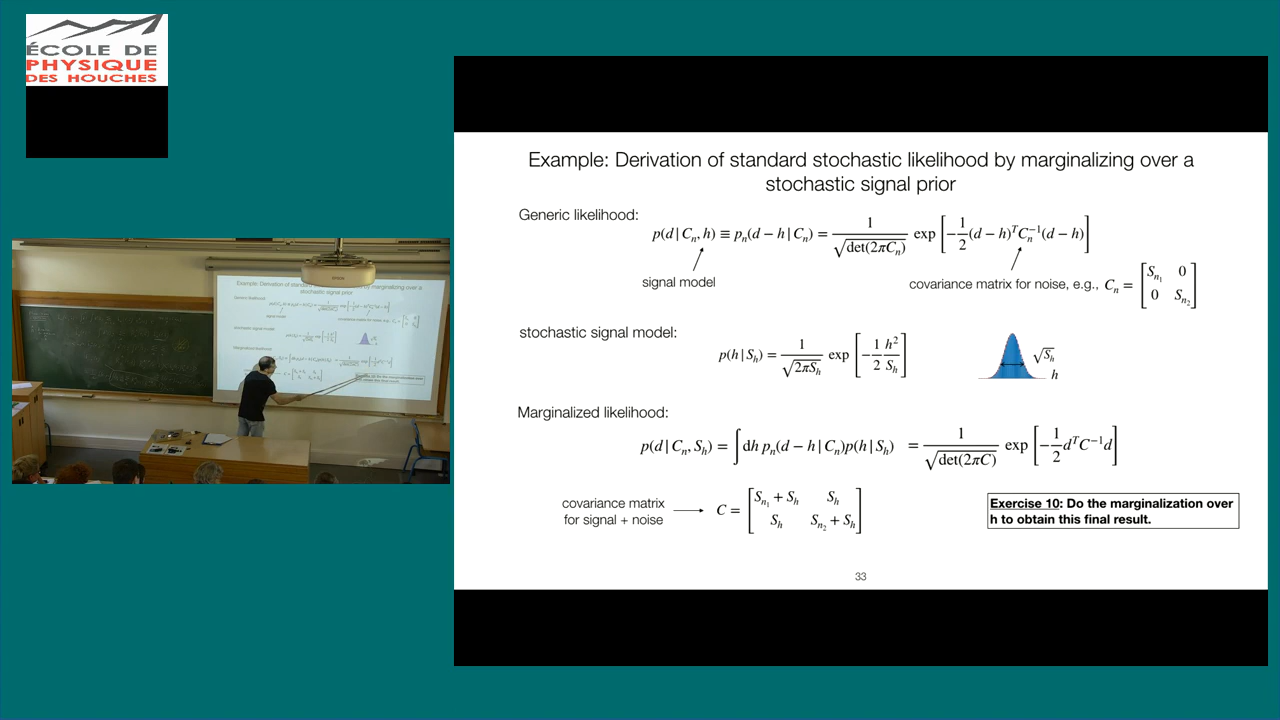 ÉCOLE DE
PHYSIQUE
DES HOUCHES
Example: Derivation of standard stochastic likelihood by marginalizing over a
stochastic signal prior
Generic likelihood:
p(d | C_n, h) ≡ p_n(d − h | C_n) = 1/√det(2πC_n) exp [−1/2 (d − h)^T C_n^{−1}(d − h)]
signal model
covariance matrix for noise, e.g., C_n = [S_{n_1} 0; 0 S_{n_2}]
stochastic signal model:
p(h | S_h) = 1/√2πS_h exp [−1/2 h^2/S_h]
√S_h
h
Marginalized likelihood:
p(d | C_n, S_h) = ∫ dh p_n(d − h | C_n)p(h | S_h) = 1/√det(2πC) exp [−1/2 d^T C^{−1} d]
covariance matrix
for signal + noise
C = [S_{n_1} + S_h S_h; S_h S_{n_2} + S_h]
Exercise 10: Do the marginalization over
h to obtain this final result.
33